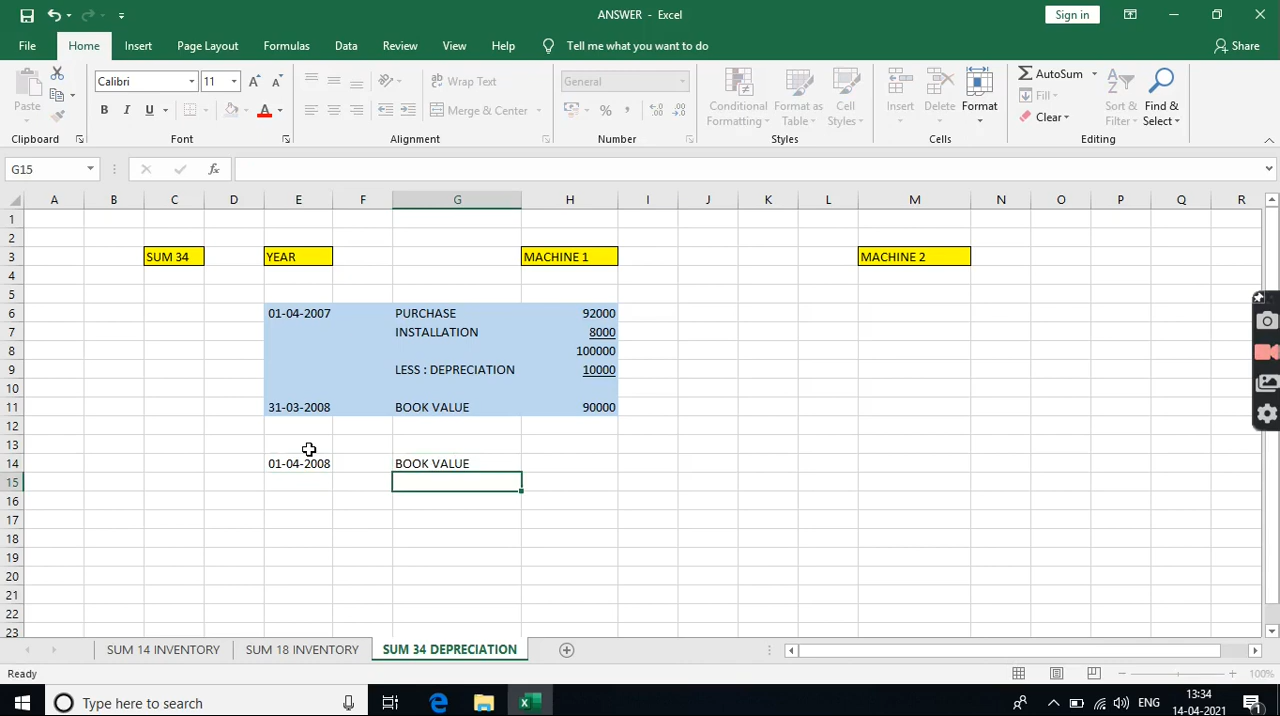 ANSWER - Excel
Sign in
File Home Insert Page Layout Formulas Data Review View Help Tell me what you want to do Share
Paste
Calibri 11
B I U A
Wrap Text
Merge & Center
General
% ,
Conditional Formatting
Format as Table
Cell Styles
Insert Delete Format
AutoSum
Fill
Clear
Sort & Filter
Find & Select
Clipboard Font Alignment Number Styles Cells Editing
G15 fx
A B C D E F G H I J K L M N O P Q R
1
2
3 SUM 34 YEAR MACHINE 1 MACHINE 2
4
5
6 01-04-2007 PURCHASE 92000
7 INSTALLATION 8000
8 100000
9 LESS : DEPRECIATION 10000
10
11 31-03-2008 BOOK VALUE 90000
12
13
14 01-04-2008 BOOK VALUE
15
16
17
18
19
20
21
22
23
SUM 14 INVENTORY SUM 18 INVENTORY SUM 34 DEPRECIATION
Ready 100%
Type here to search
ENG
13:34
14-04-2021
1